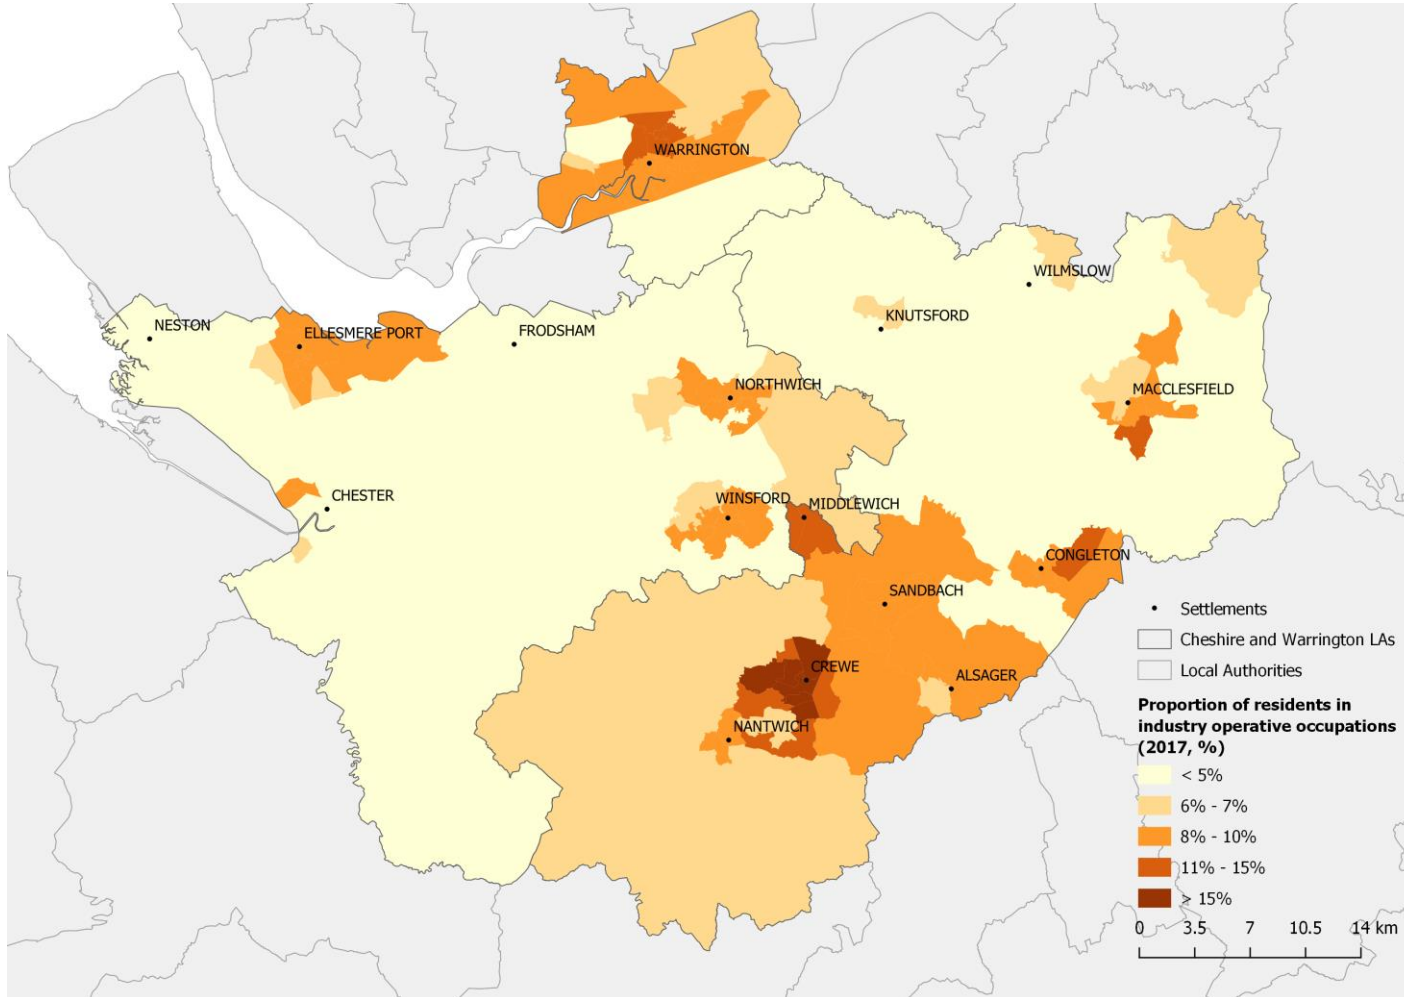 WARRINGTON
WILMSLOW
KNUTSFORD
NESTON
ELLESMERE PORT
FRODSHAM
NORTHWICH
MACCLESFIELD
CHESTER
WINSFORD
MIDDLEWICH
CONGLETON
SANDBACH
CREWE
ALSAGER
NANTWICH
Settlements
Cheshire and Warrington LAs
Local Authorities
Proportion of residents in
industry operative occupations
(2017, %)
< 5%
6% - 7%
8% - 10%
11% - 15%
> 15%
0 3.5 7 10.5 14 km